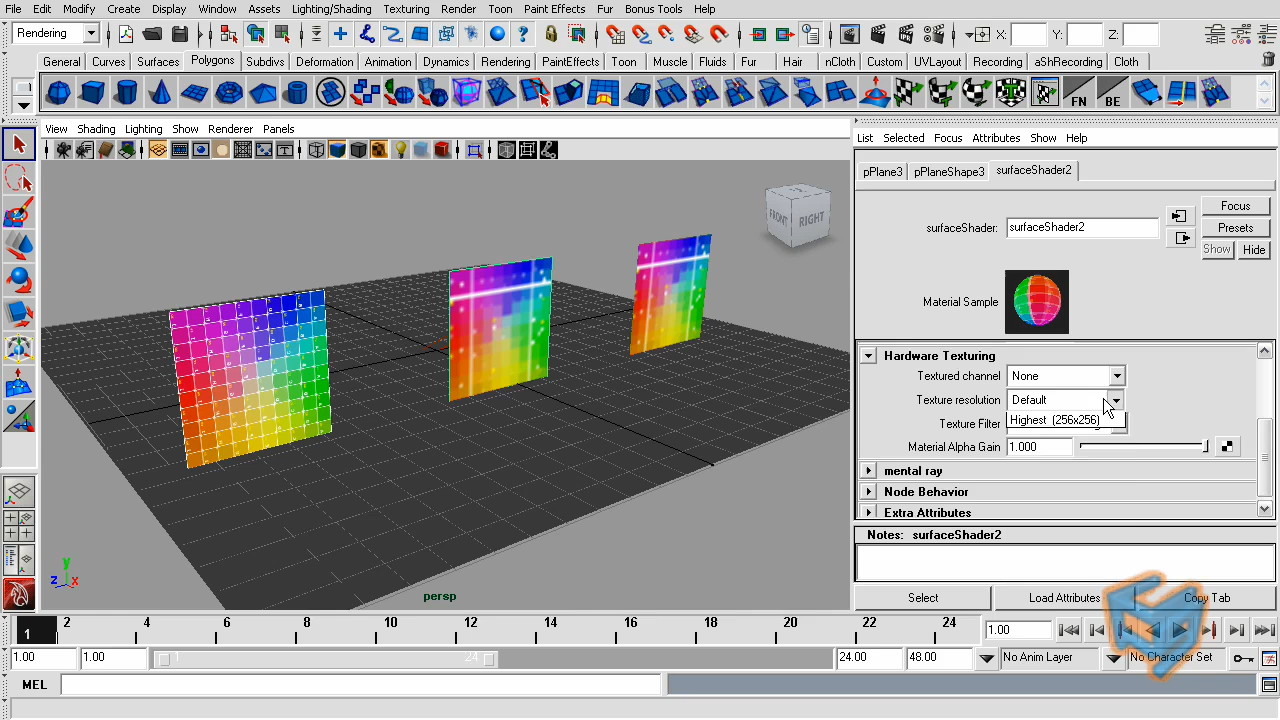 File Edit Modify Create Display Window Assets Lighting/Shading Texturing Render Toon Paint Effects Fur Bonus Tools Help
Rendering X: Y: Z:
General Curves Surfaces Polygons Subdivs Deformation Animation Dynamics Rendering PaintEffects Toon Muscle Fluids Fur Hair nCloth Custom UVLayout Recording aShRecording Cloth
FN BE
View Shading Lighting Show Renderer Panels
List Selected Focus Attributes Show Help
pPlane3 pPlaneShape3 surfaceShader2
FRONT RIGHT
surfaceShader: surfaceShader2
Focus
Presets
Show Hide
Material Sample
Hardware Texturing
Textured channel None
Texture resolution Default
Highest (256x256)
Texture Filter
Material Alpha Gain 1.000
mental ray
Node Behavior
Extra Attributes
Notes: surfaceShader2
y
z x
persp
Select Load Attributes Copy Tab
1 2 4 6 8 10 12 14 16 18 20 22 24 1.00
1.00 1.00 1 24 24.00 48.00 No Anim Layer No Character Set
MEL